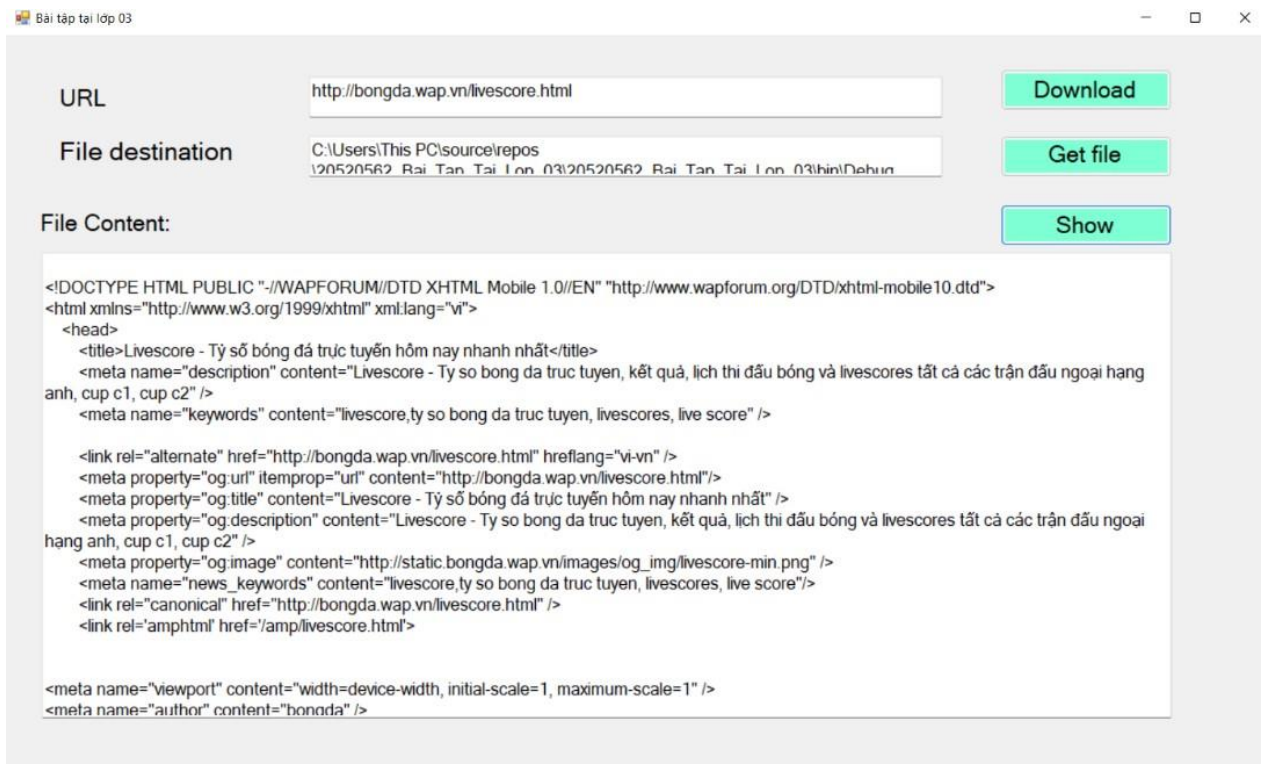 Bài tập tại lớp 03
URL
http://bongda.wap.vn/livescore.html
Download
File destination
C:\Users\This PC\source\repos
\20520562_Bai_Tap_Tai_Lop_03\20520562_Bai_Tap_Tai_Lop_03\bin\Debug
Get file
File Content:
Show
<!DOCTYPE HTML PUBLIC "-//WAPFORUM//DTD XHTML Mobile 1.0//EN" "http://www.wapforum.org/DTD/xhtml-mobile10.dtd">
<html xmlns="http://www.w3.org/1999/xhtml" xml:lang="vi">
<head>
<title>Livescore - Tỷ số bóng đá trực tuyến hôm nay nhanh nhất</title>
<meta name="description" content="Livescore - Ty so bong da truc tuyen, kết quả, lịch thi đấu bóng và livescores tất cả các trận đấu ngoại hạng
anh, cup c1, cup c2" />
<meta name="keywords" content="livescore,ty so bong da truc tuyen, livescores, live score" />
<link rel="alternate" href="http://bongda.wap.vn/livescore.html" hreflang="vi-vn" />
<meta property="og:url" itemprop="url" content="http://bongda.wap.vn/livescore.html"/>
<meta property="og:title" content="Livescore - Tỷ số bóng đá trực tuyến hôm nay nhanh nhất" />
<meta property="og:description" content="Livescore - Ty so bong da truc tuyen, kết quả, lịch thi đấu bóng và livescores tất cả các trận đấu ngoại
hạng anh, cup c1, cup c2" />
<meta property="og:image" content="http://static.bongda.wap.vn/images/og_img/livescore-min.png" />
<meta name="news_keywords" content="livescore,ty so bong da truc tuyen, livescores, live score"/>
<link rel="canonical" href="http://bongda.wap.vn/livescore.html" />
<link rel='amphtml' href='/amp/livescore.html'>
<meta name="viewport" content="width=device-width, initial-scale=1, maximum-scale=1" />
<meta name="author" content="bongda" />